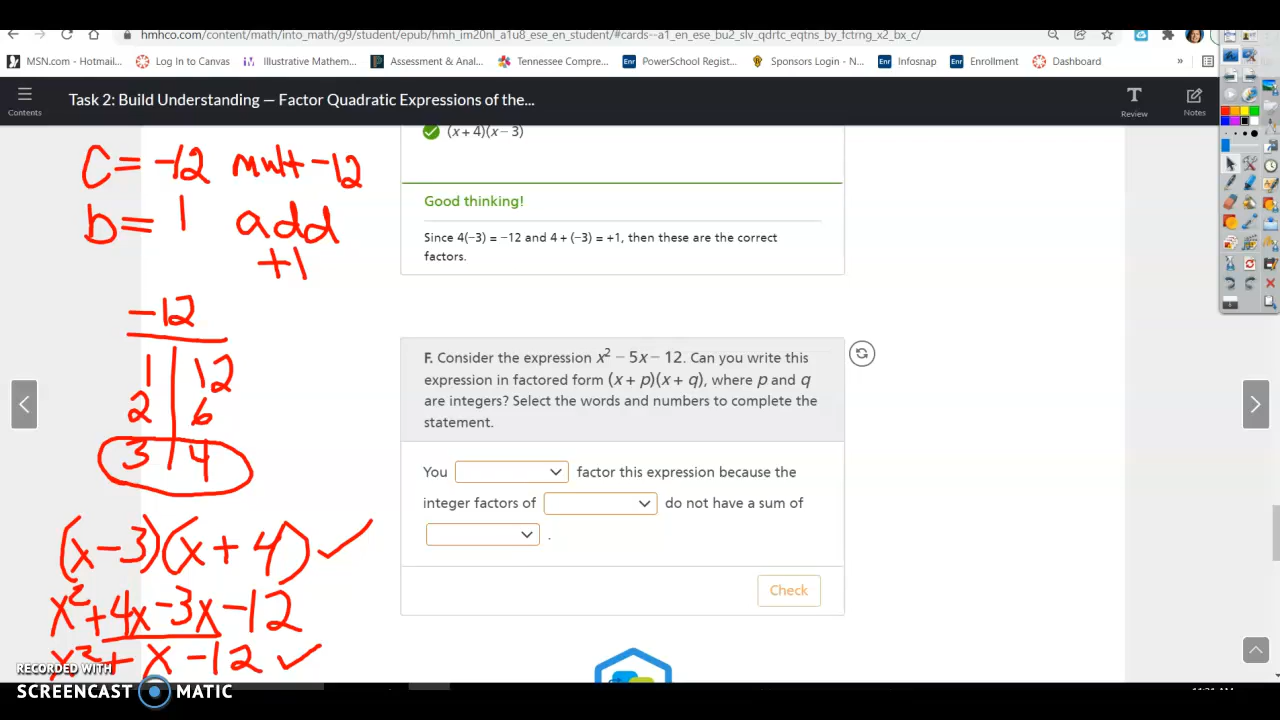 hmhco.com/content/math/into_math/g9/student/epub/hmh_im20nl_a1u8_ese_en_student/#cards--a1_en_ese_bu2_slv_qdrtc_eqtns_by_fctrng_x2_bx_c/
MSN.com - Hotmail... Log In to Canvas Illustrative Mathem... Assessment & Anal... Tennessee Compre... Enr PowerSchool Regist... Sponsors Login - N... Enr Infosnap Enr Enrollment Dashboard »
Contents
Task 2: Build Understanding — Factor Quadratic Expressions of the...
Review
Notes
(x + 4)(x − 3)
Good thinking!
Since 4(−3) = −12 and 4 + (−3) = +1, then these are the correct
factors.
C = -12 mult -12
b = 1 add
+1
-12
1 12
2 6
3 4
(x - 3)(x + 4) ✓
x² + 4x - 3x - 12
x² + x - 12 ✓
F. Consider the expression x² − 5x − 12. Can you write this
expression in factored form (x + p)(x + q), where p and q
are integers? Select the words and numbers to complete the
statement.
You factor this expression because the
integer factors of do not have a sum of
.
Check
RECORDED WITH
SCREENCAST MATIC